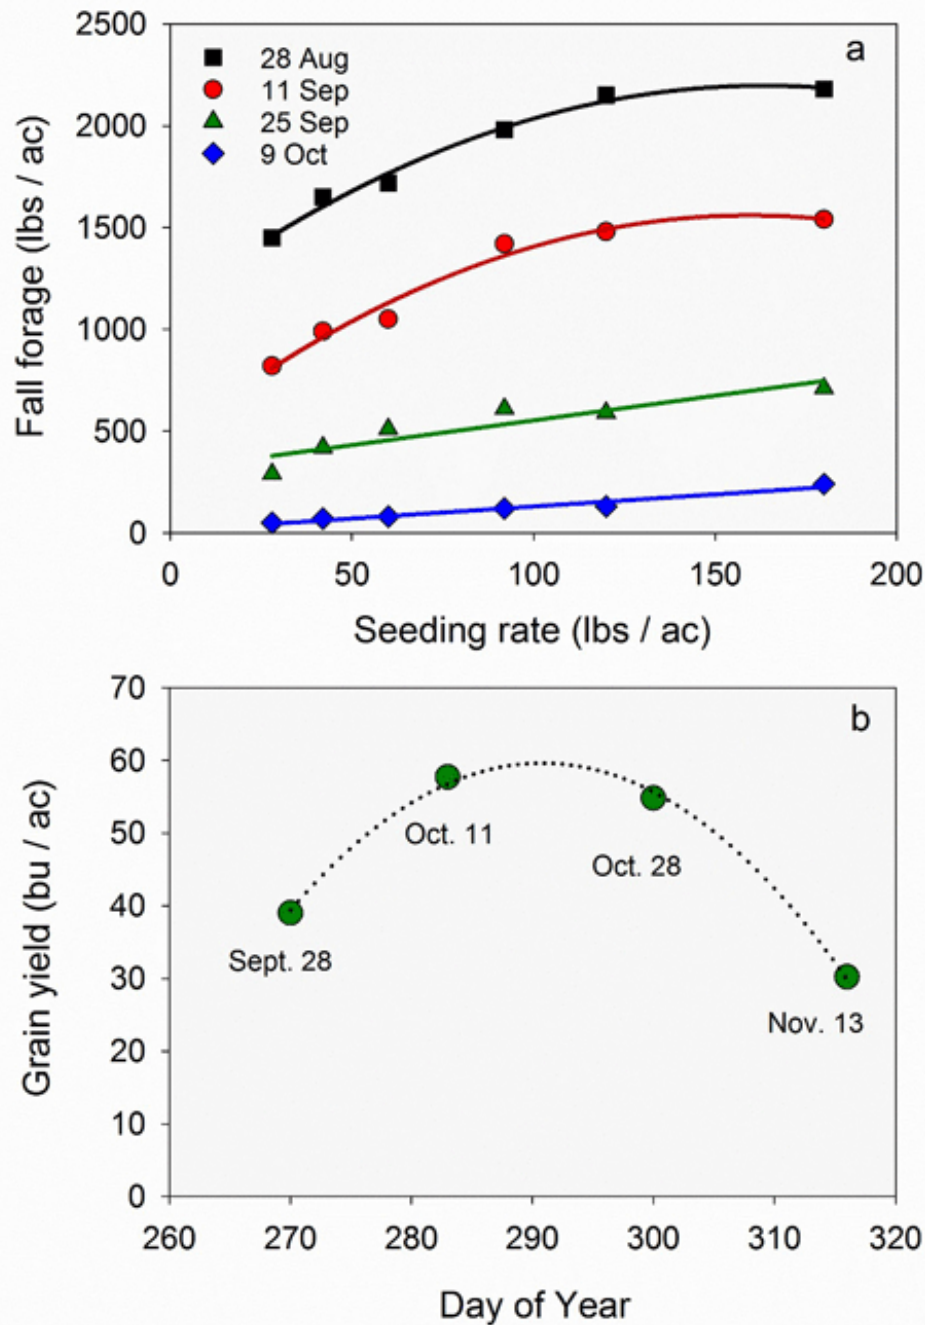 2500
a
28 Aug
11 Sep
25 Sep
9 Oct
2000
1500
1000
500
0
Fall forage (lbs / ac)
0 50 100 150 200
Seeding rate (lbs / ac)
70
b
60
50
40
30
20
10
0
Grain yield (bu / ac)
Oct. 11
Oct. 28
Sept. 28
Nov. 13
260 270 280 290 300 310 320
Day of Year